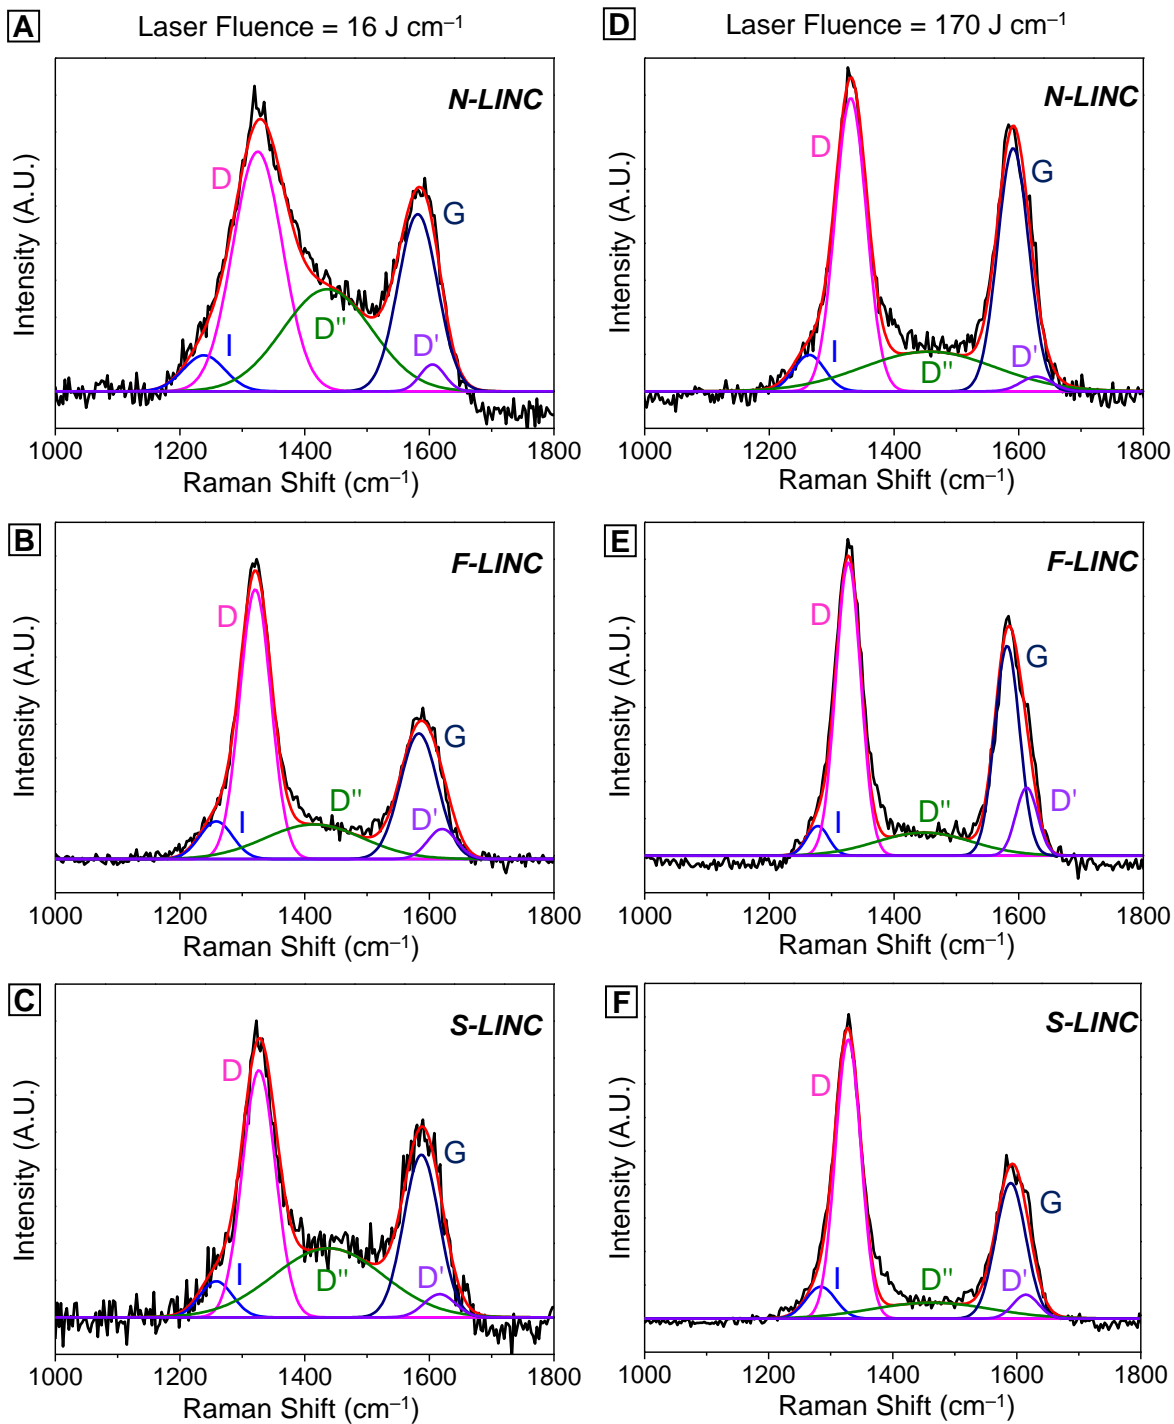 A
Laser Fluence = 16 J cm⁻¹
N-LINC
D
G
I
D''
D'
Intensity (A.U.)
1000 1200 1400 1600 1800
Raman Shift (cm⁻¹)
D
Laser Fluence = 170 J cm⁻¹
N-LINC
D
G
I
D''
D'
Intensity (A.U.)
1000 1200 1400 1600 1800
Raman Shift (cm⁻¹)
B
F-LINC
D
G
I
D''
D'
Intensity (A.U.)
1000 1200 1400 1600 1800
Raman Shift (cm⁻¹)
E
F-LINC
D
G
I
D''
D'
Intensity (A.U.)
1000 1200 1400 1600 1800
Raman Shift (cm⁻¹)
C
S-LINC
D
G
I
D''
D'
Intensity (A.U.)
1000 1200 1400 1600 1800
Raman Shift (cm⁻¹)
F
S-LINC
D
G
I
D''
D'
Intensity (A.U.)
1000 1200 1400 1600 1800
Raman Shift (cm⁻¹)